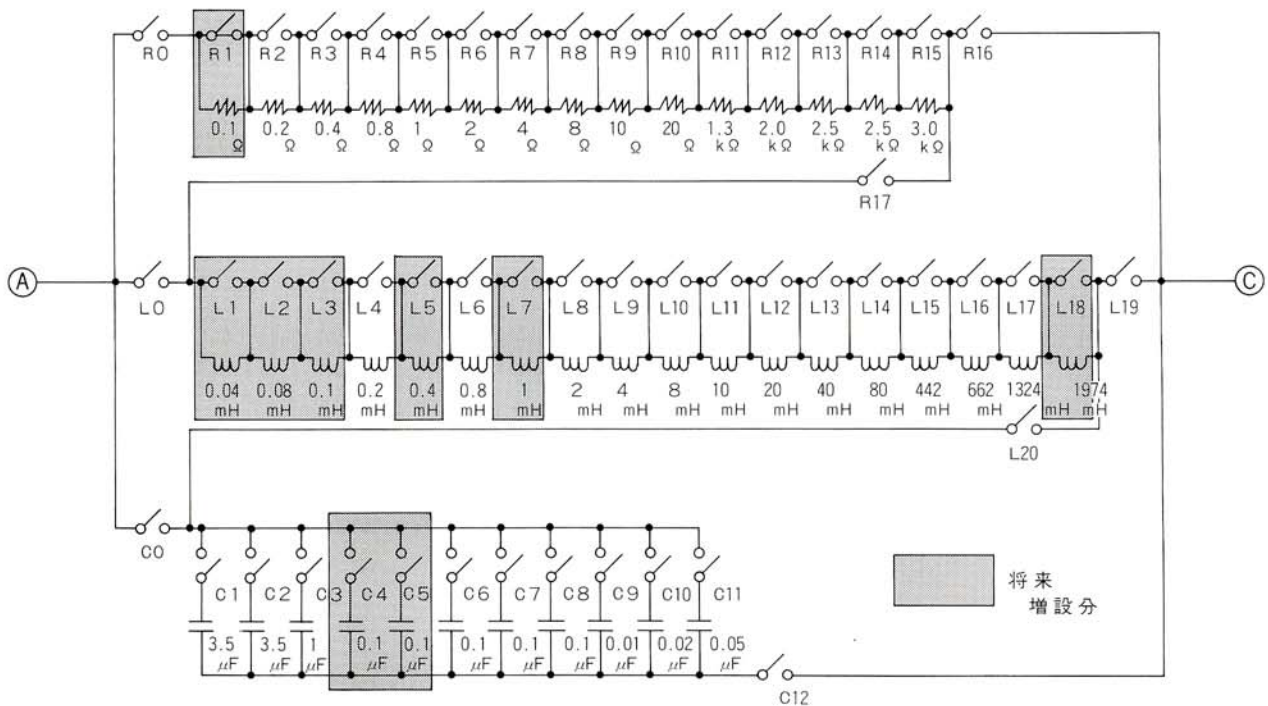 R0 R1 R2 R3 R4 R5 R6 R7 R8 R9 R10 R11 R12 R13 R14 R15 R16
0.1 0.2 0.4 0.8 1 2 4 8 10 20 1.3 2.0 2.5 2.5 3.0
Ω Ω Ω Ω Ω Ω Ω Ω Ω Ω kΩ kΩ kΩ kΩ kΩ
R17
A C
L0 L1 L2 L3 L4 L5 L6 L7 L8 L9 L10 L11 L12 L13 L14 L15 L16 L17 L18 L19
0.04 0.08 0.1 0.2 0.4 0.8 1 2 4 8 10 20 40 80 442 662 1324 1974
mH mH mH mH mH mH mH mH mH mH mH mH mH mH mH mH mH mH
L20
C0
C1 C2 C3 C4 C5 C6 C7 C8 C9 C10 C11
3.5 3.5 1 0.1 0.1 0.1 0.1 0.1 0.01 0.02 0.05
μF μF μF μF μF μF μF μF μF μF μF
C12
将来
増設分